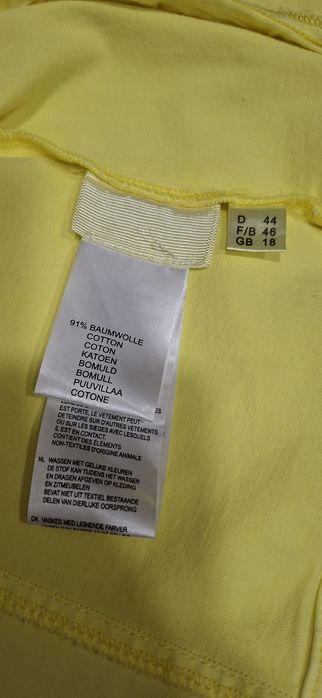 D 44
F/B 46
GB 18
91% BAUMWOLLE
COTTON
COTON
KATOEN
BOMULD
BOMULL
PUUVILLAA
COTONE
EST PORTE, LE VETEMENT PEUT
DETEINDRE SUR D'AUTRES VETEMENTS
OU SUR LES SIEGES AVEC LESQUELS
IL EST EN CONTACT.
CONTIENT DES ELEMENTS
NON-TEXTILES D'ORIGINE ANIMALE
NL WASSEN MET GELIJKE KLEUREN
DE STOF KAN TIJDENS HET WASSEN
EN DRAGEN AFGEVEN OP KLEDING
EN ZITMEUBELEN
BEVAT NIET UIT TEXTIEL BESTAANDE
DELEN VAN DIERLIJKE OORSPRONG
DK VASKES MED LIGNENDE FARVER